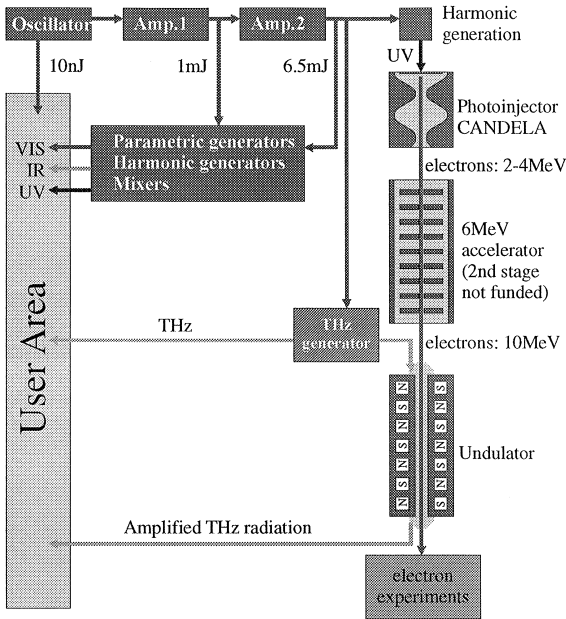 Oscillator
Amp.1
Amp.2
Harmonic
generation
10nJ
1mJ
6.5mJ
UV
Photoinjector
CANDELA
VIS
IR
UV
Parametric generators
Harmonic generators
Mixers
electrons: 2-4MeV
6MeV
accelerator
(2nd stage
not funded)
User Area
THz
THz
generator
electrons: 10MeV
N S
S N
N S
S N
N S
S N
N S
Undulator
Amplified THz radiation
electron
experiments